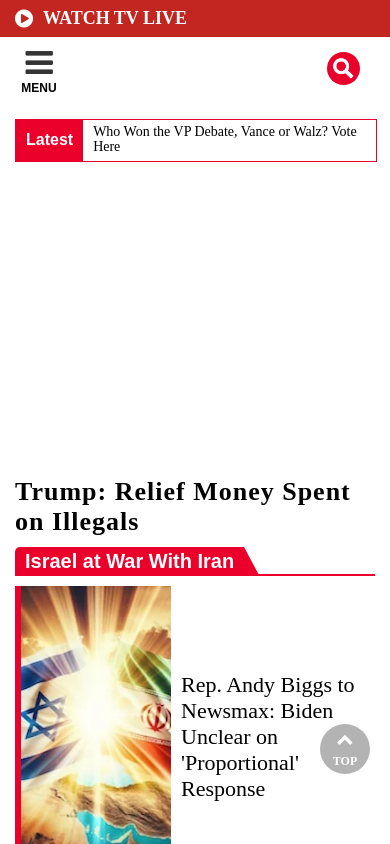 WATCH TV LIVE
MENU
Latest
Who Won the VP Debate, Vance or Walz? Vote
Here
Trump: Relief Money Spent
on Illegals
Israel at War With Iran
Rep. Andy Biggs to
Newsmax: Biden
Unclear on
'Proportional'
Response
TOP